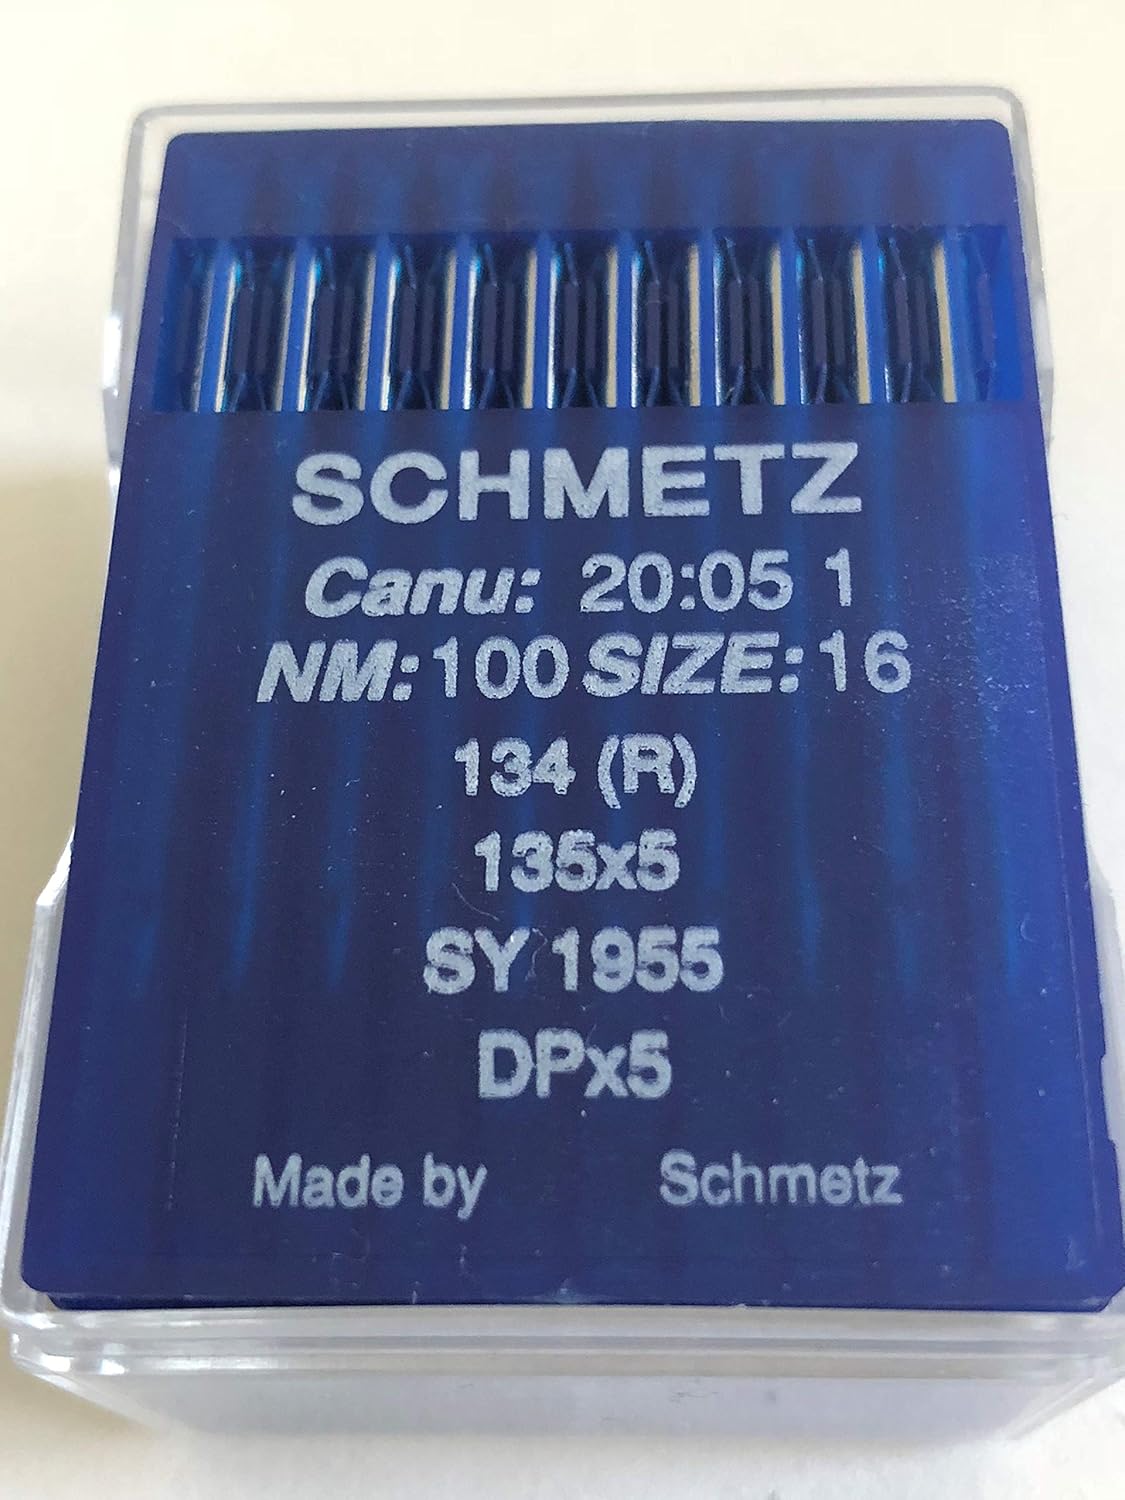 SCHMETZ
Canu: 20:05 1
NM:100 SIZE:16
134 (R)
135x5
SY 1955
DPx5
Made by Schmetz